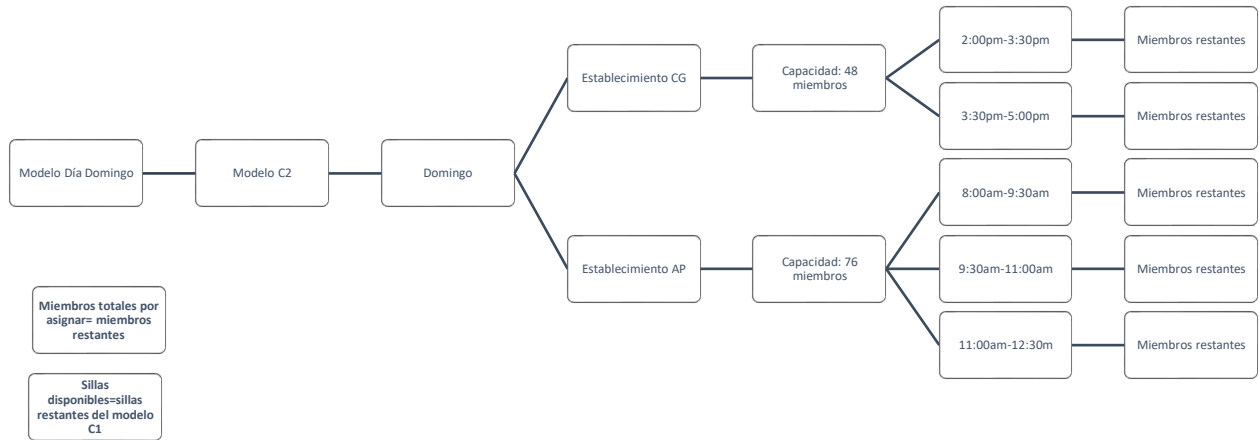 Modelo Día Domingo
Modelo C2
Domingo
Establecimiento CG
Capacidad: 48
miembros
2:00pm-3:30pm
Miembros restantes
3:30pm-5:00pm
Miembros restantes
Establecimiento AP
Capacidad: 76
miembros
8:00am-9:30am
Miembros restantes
9:30am-11:00am
Miembros restantes
11:00am-12:30m
Miembros restantes
Miembros totales por
asignar= miembros
restantes
Sillas
disponibles=sillas
restantes del modelo
C1